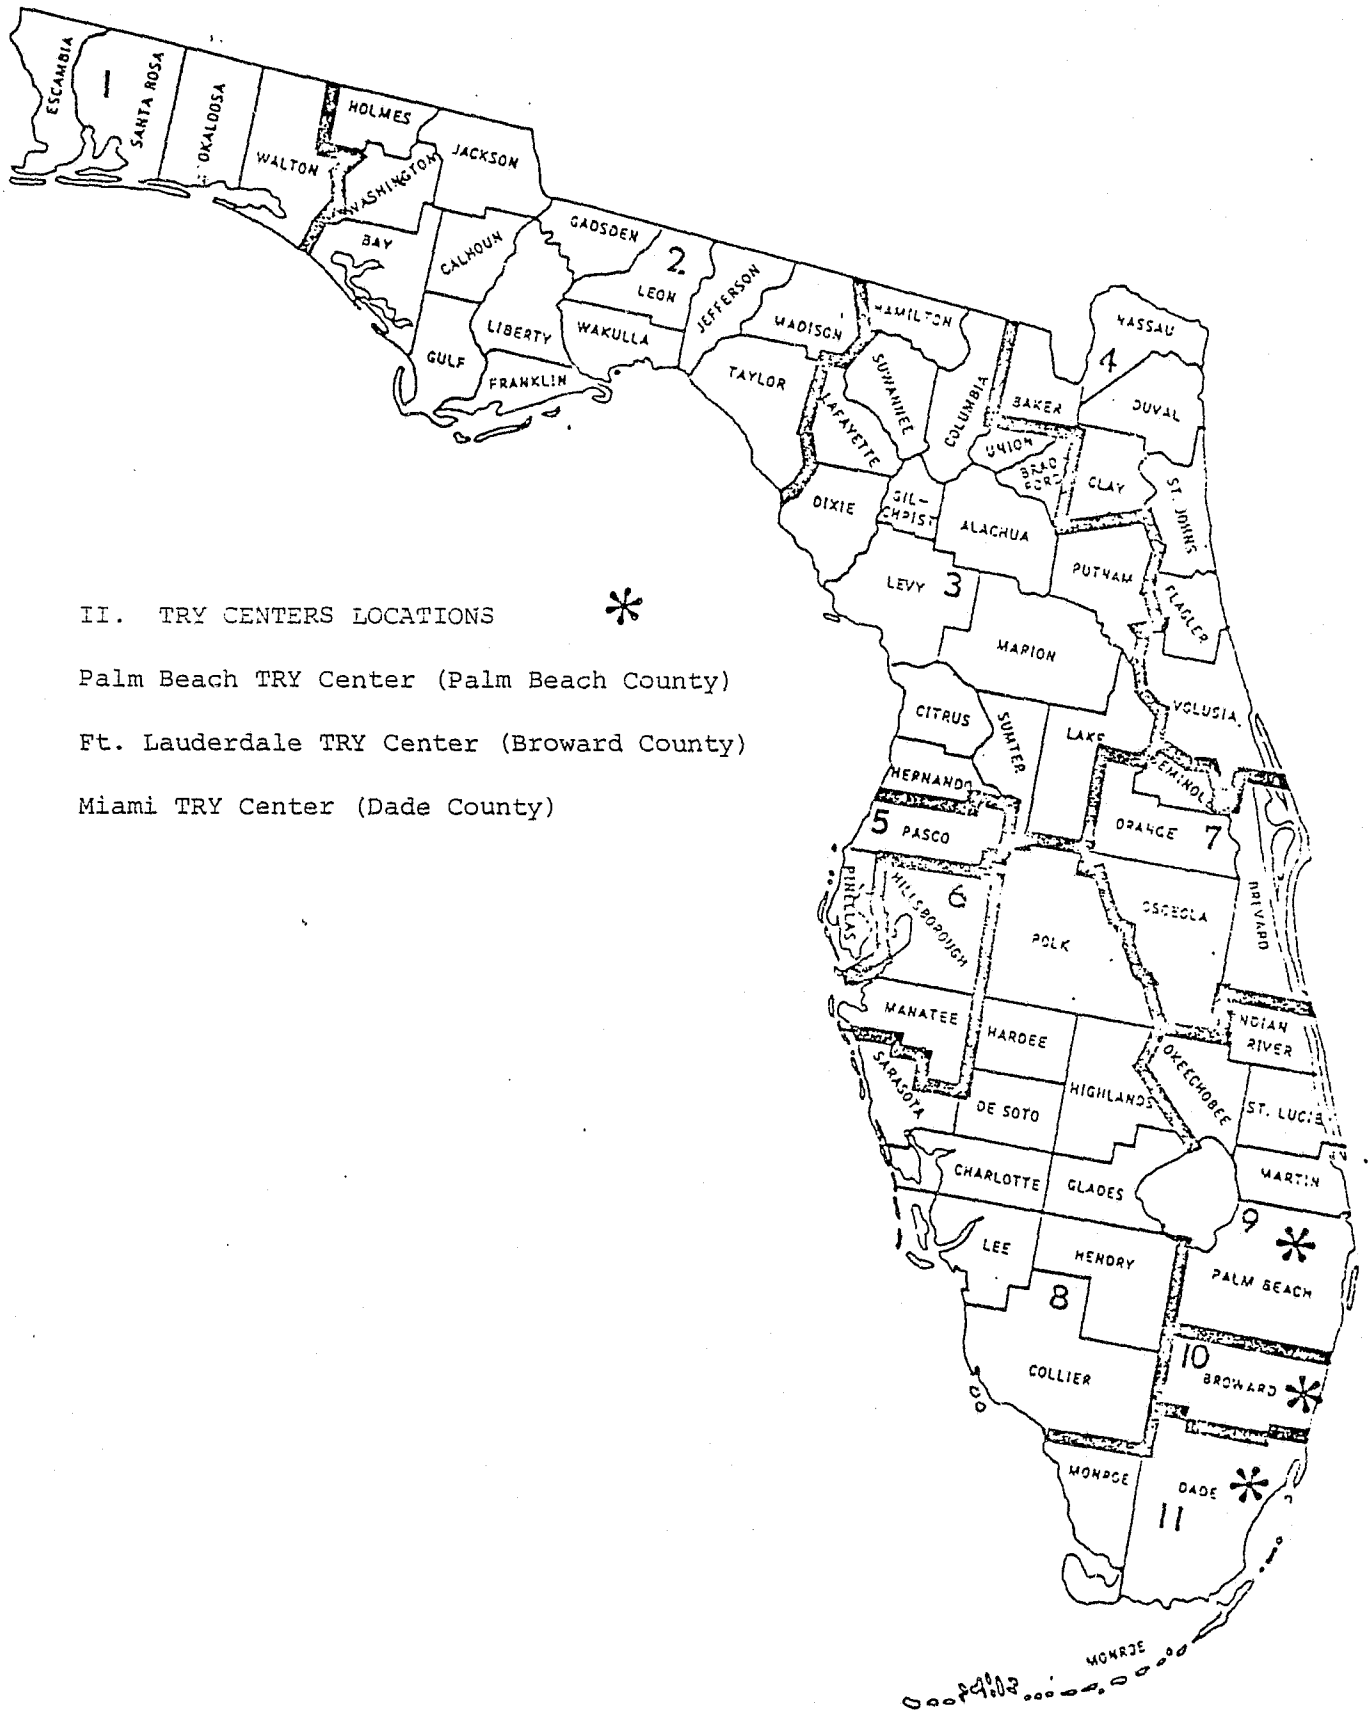 ESCAMBIA
1
SANTA ROSA
OKALOOSA
WALTON
HOLMES
WASHINGTON
JACKSON
BAY
CALHOUN
GULF
GADSDEN
2
LEON
LIBERTY
WAKULLA
FRANKLIN
JEFFERSON
MADISON
TAYLOR
HAMILTON
SUWANNEE
LAFAYETTE
COLUMBIA
BAKER
NASSAU
4
DUVAL
UNION
BRAD
FORD
CLAY
ST. JOHNS
DIXIE
GIL-
CHRIST
ALACHUA
PUTNAM
FLAGLER
LEVY 3
MARION
II. TRY CENTERS LOCATIONS *
Palm Beach TRY Center (Palm Beach County)
Ft. Lauderdale TRY Center (Broward County)
Miami TRY Center (Dade County)
CITRUS
SUMTER
LAKE
VOLUSIA
HERNANDO
SEMINOLE
5 PASCO
ORANGE 7
PINELLAS
HILLSBOROUGH
6
POLK
OSCEOLA
BREVARD
MANATEE
HARDEE
INDIAN
RIVER
SARASOTA
DE SOTO
HIGHLANDS
OKEECHOBEE
ST. LUCIE
CHARLOTTE
GLADES
MARTIN
9 *
LEE
HENDRY
PALM BEACH
8
COLLIER
10
BROWARD *
MONROE
DADE *
11
MONROE